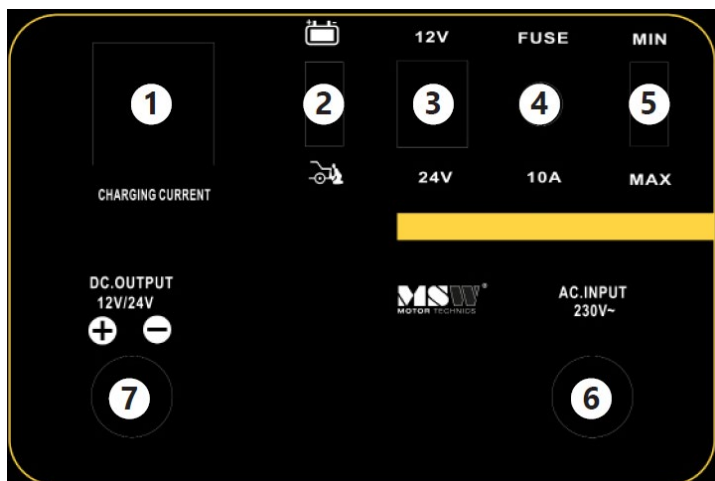 12V
FUSE
MIN
1
2
3
4
5
CHARGING CURRENT
24V
10A
MAX
DC.OUTPUT
12V/24V
+ −
MSW®
MOTOR TECHNICS
AC.INPUT
230V~
7
6